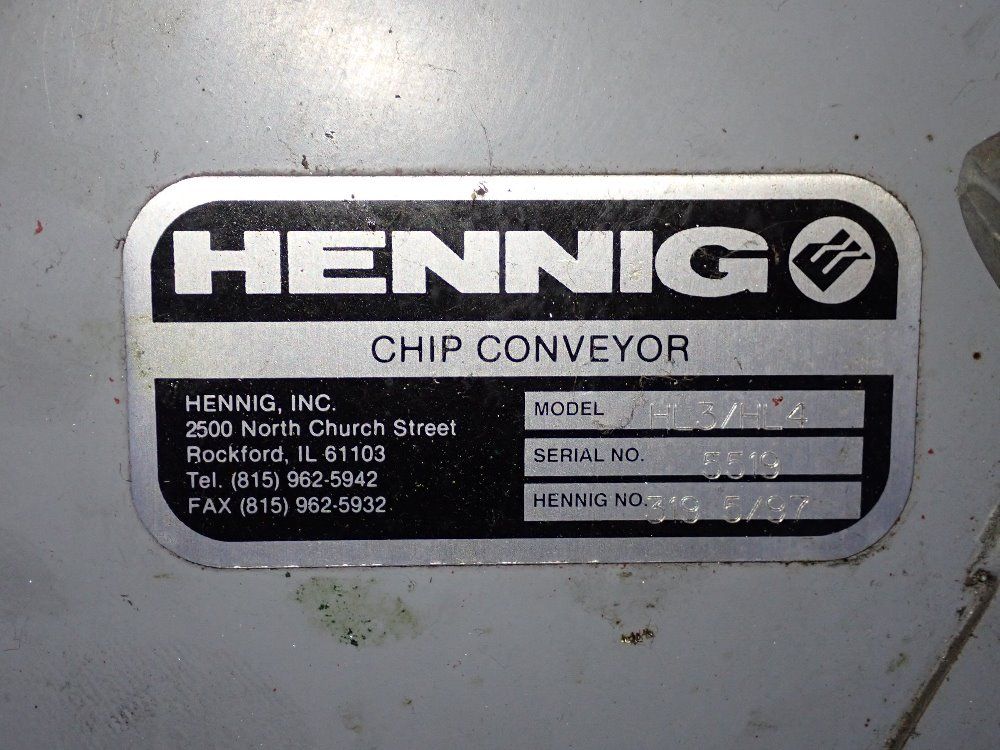 HENNIG
CHIP CONVEYOR
HENNIG, INC.
2500 North Church Street
Rockford, IL 61103
Tel. (815) 962-5942
FAX (815) 962-5932
MODEL HL3/HL4
SERIAL NO. 5519
HENNIG NO. 319 5/97